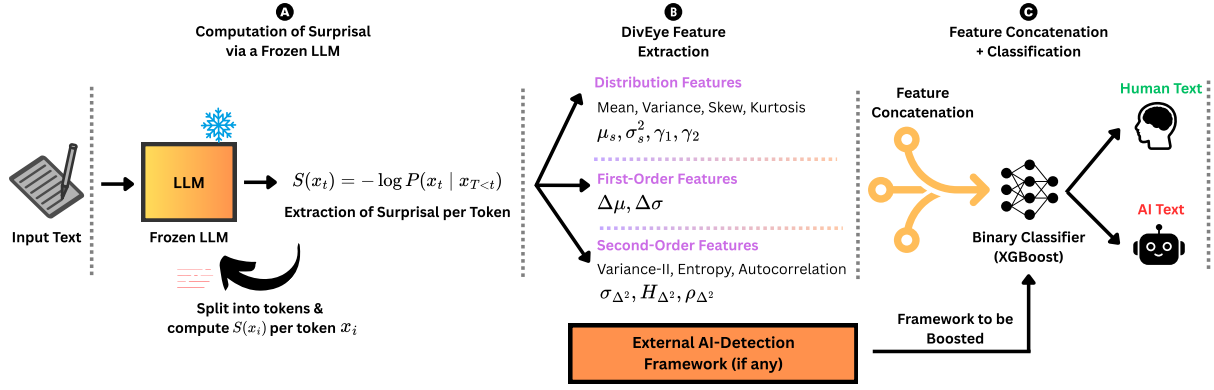 A
Computation of Surprisal
via a Frozen LLM
Input Text
LLM
Frozen LLM
S(x_t) = − log P(x_t | x_{T<t})
Extraction of Surprisal per Token
Split into tokens &
compute S(x_i) per token x_i
B
DivEye Feature
Extraction
Distribution Features
Mean, Variance, Skew, Kurtosis
μ_s, σ_s^2, γ_1, γ_2
First-Order Features
Δμ, Δσ
Second-Order Features
Variance-II, Entropy, Autocorrelation
σ_{Δ^2}, H_{Δ^2}, ρ_{Δ^2}
External AI-Detection
Framework (if any)
C
Feature Concatenation
+ Classification
Feature
Concatenation
Human Text
AI Text
Binary Classifier
(XGBoost)
Framework to be
Boosted